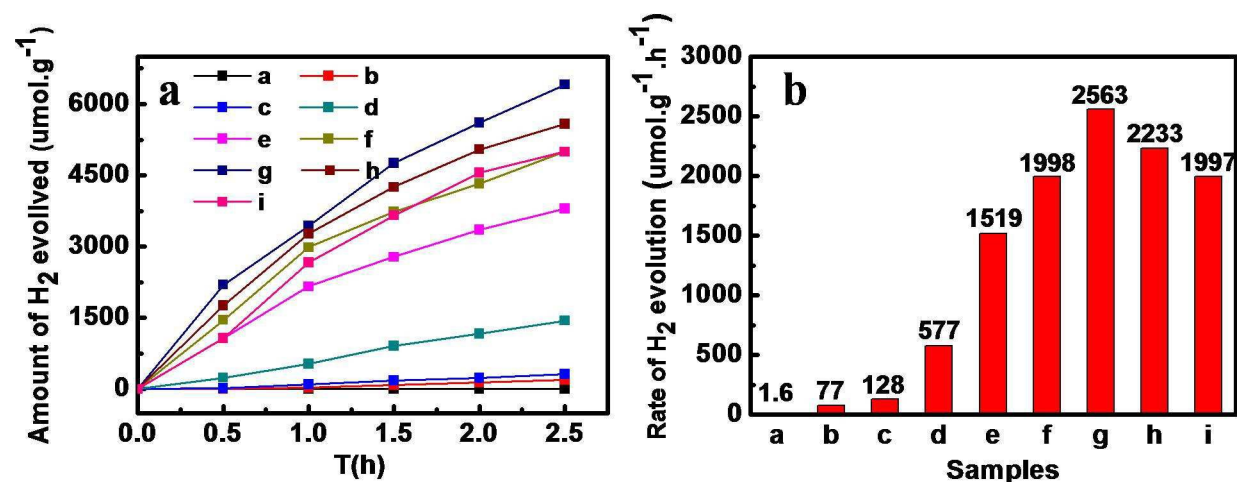 Amount of H2 evollved (umol.g-1)
6000
4500
3000
1500
0
a
a b
c d
e f
g h
i
0.0 0.5 1.0 1.5 2.0 2.5
T(h)
Rate of H2 evolution (umol.g-1.h-1)
3000
2500
2000
1500
1000
500
0
b
1.6 77 128 577 1519 1998 2563 2233 1997
a b c d e f g h i
Samples